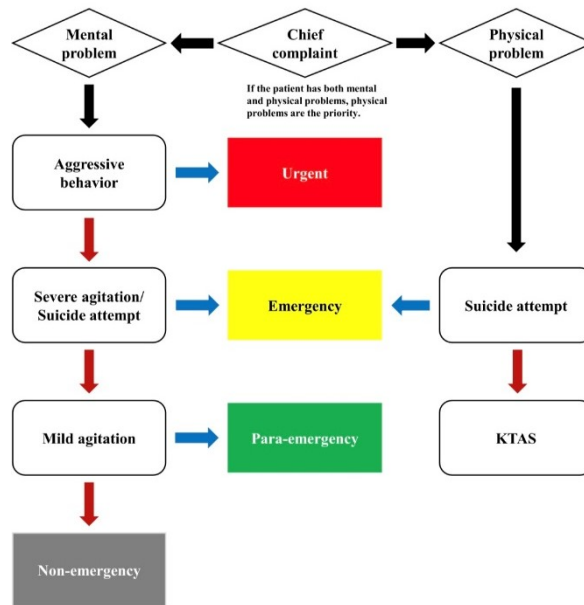 Mental
problem
Chief
complaint
Physical
problem
If the patient has both mental
and physical problems, physical
problems are the priority.
Aggressive
behavior
Urgent
Severe agitation/
Suicide attempt
Emergency
Suicide attempt
Mild agitation
Para-emergency
KTAS
Non-emergency